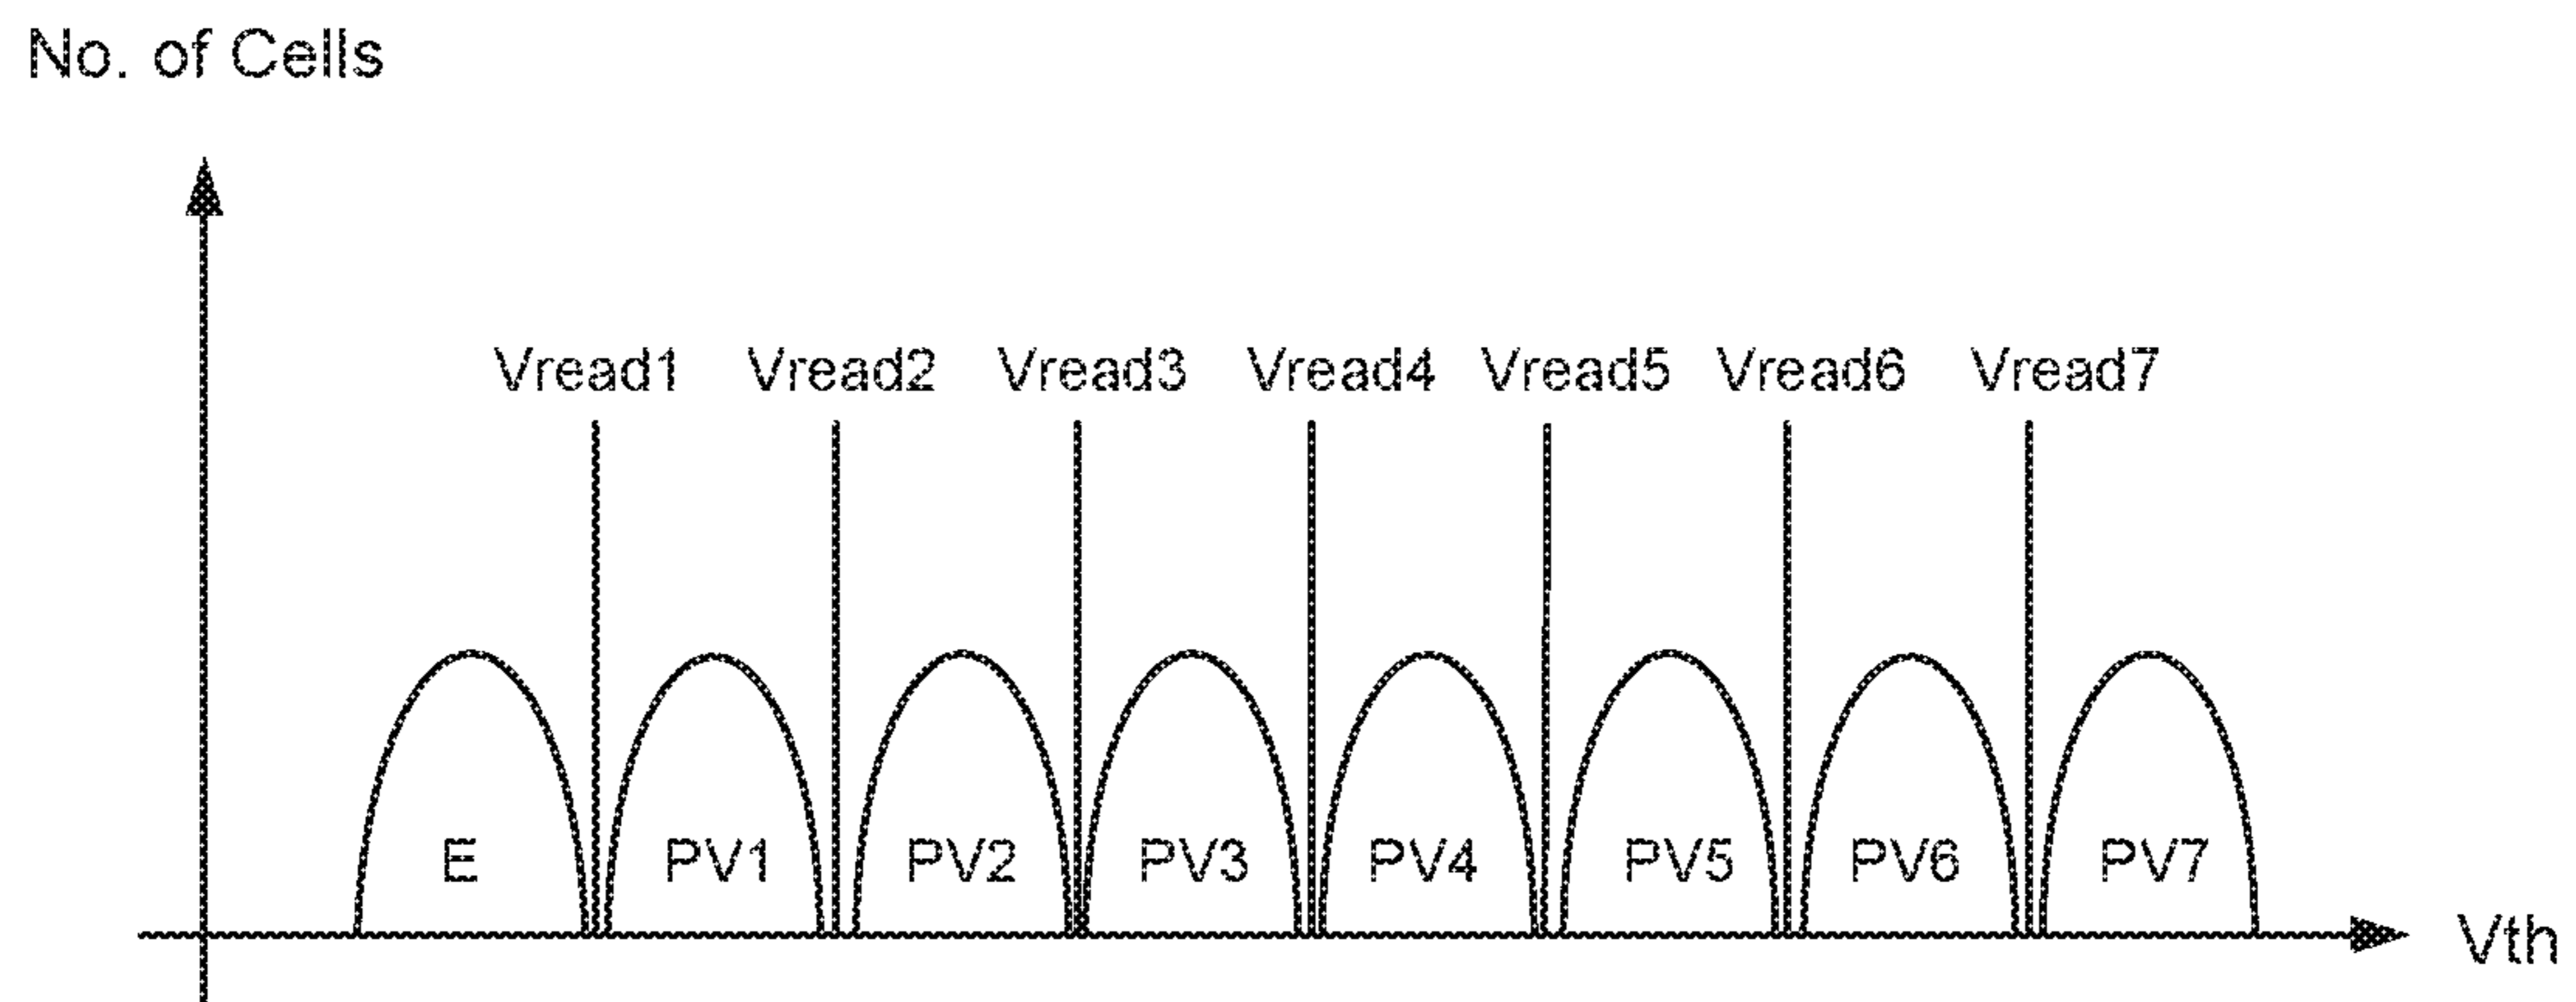 No. of Cells
Vread1 Vread2 Vread3 Vread4 Vread5 Vread6 Vread7
E PV1 PV2 PV3 PV4 PV5 PV6 PV7
Vth